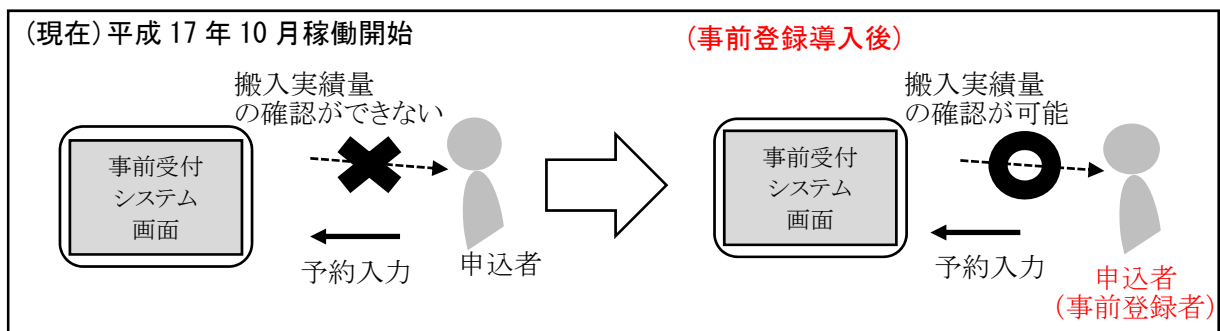 (現在)平成 17 年 10 月稼働開始
搬入実績量
の確認ができない
事前受付
システム
画面
予約入力
申込者
(事前登録導入後)
搬入実績量
の確認が可能
事前受付
システム
画面
予約入力
申込者
(事前登録者)